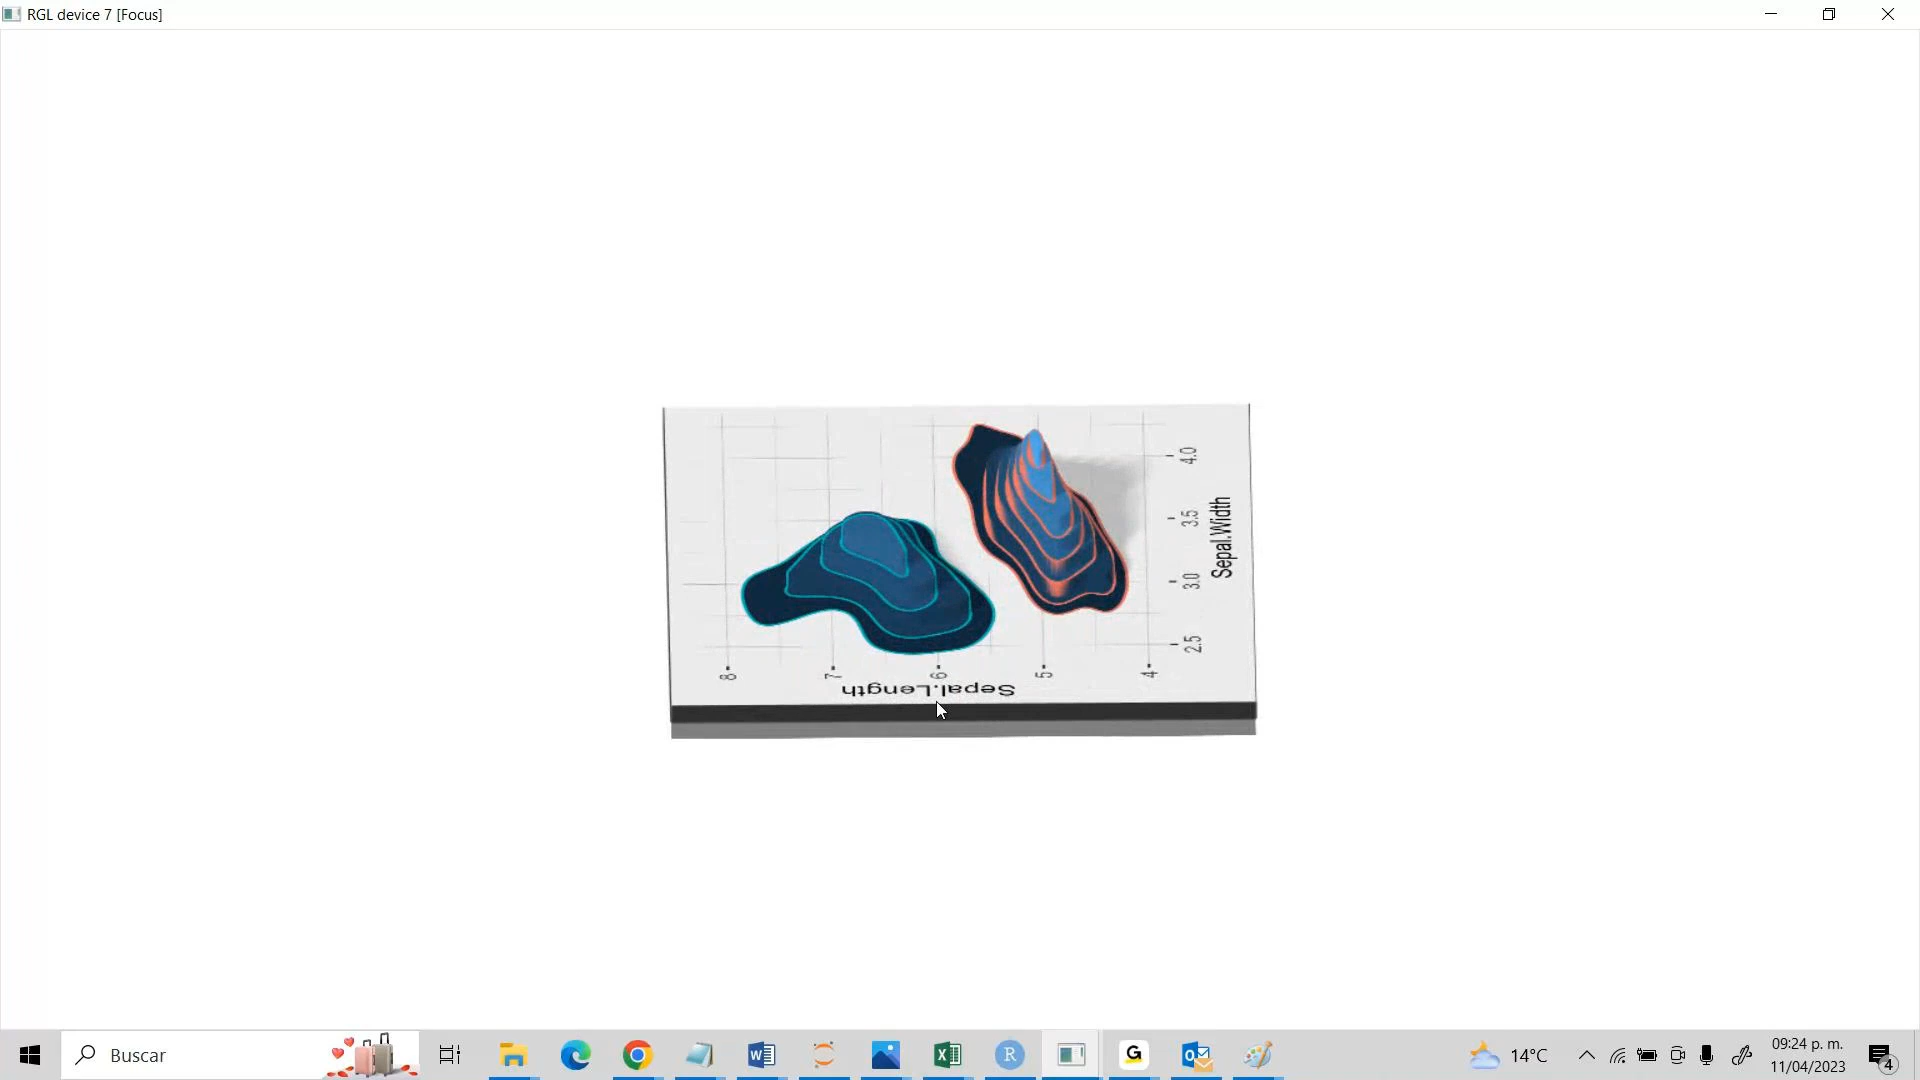 RGL device 7 [Focus]
4.0
3.5
3.0
2.5
Sepal.Width
8
7
6
5
4
Sepal.Length
Buscar
W
X
R
G
O
14°C
09:24 p. m.
11/04/2023
4